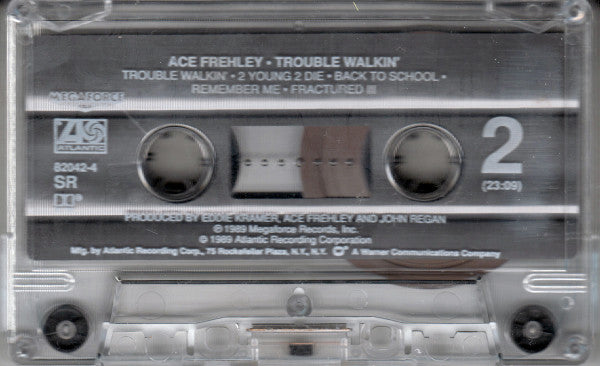 ACE FREHLEY • TROUBLE WALKIN'
TROUBLE WALKIN' • 2 YOUNG 2 DIE • BACK TO SCHOOL •
REMEMBER ME • FRACTURED III
MEGAFORCE
ATLANTIC
82042-4
SR
2
(23:09)
PRODUCED BY EDDIE KRAMER, ACE FREHLEY AND JOHN REGAN
℗ 1989 Megaforce Records, Inc.
© 1989 Atlantic Recording Corporation
Mfg. by Atlantic Recording Corp., 75 Rockefeller Plaza, N.Y., N.Y. A Warner Communications Company